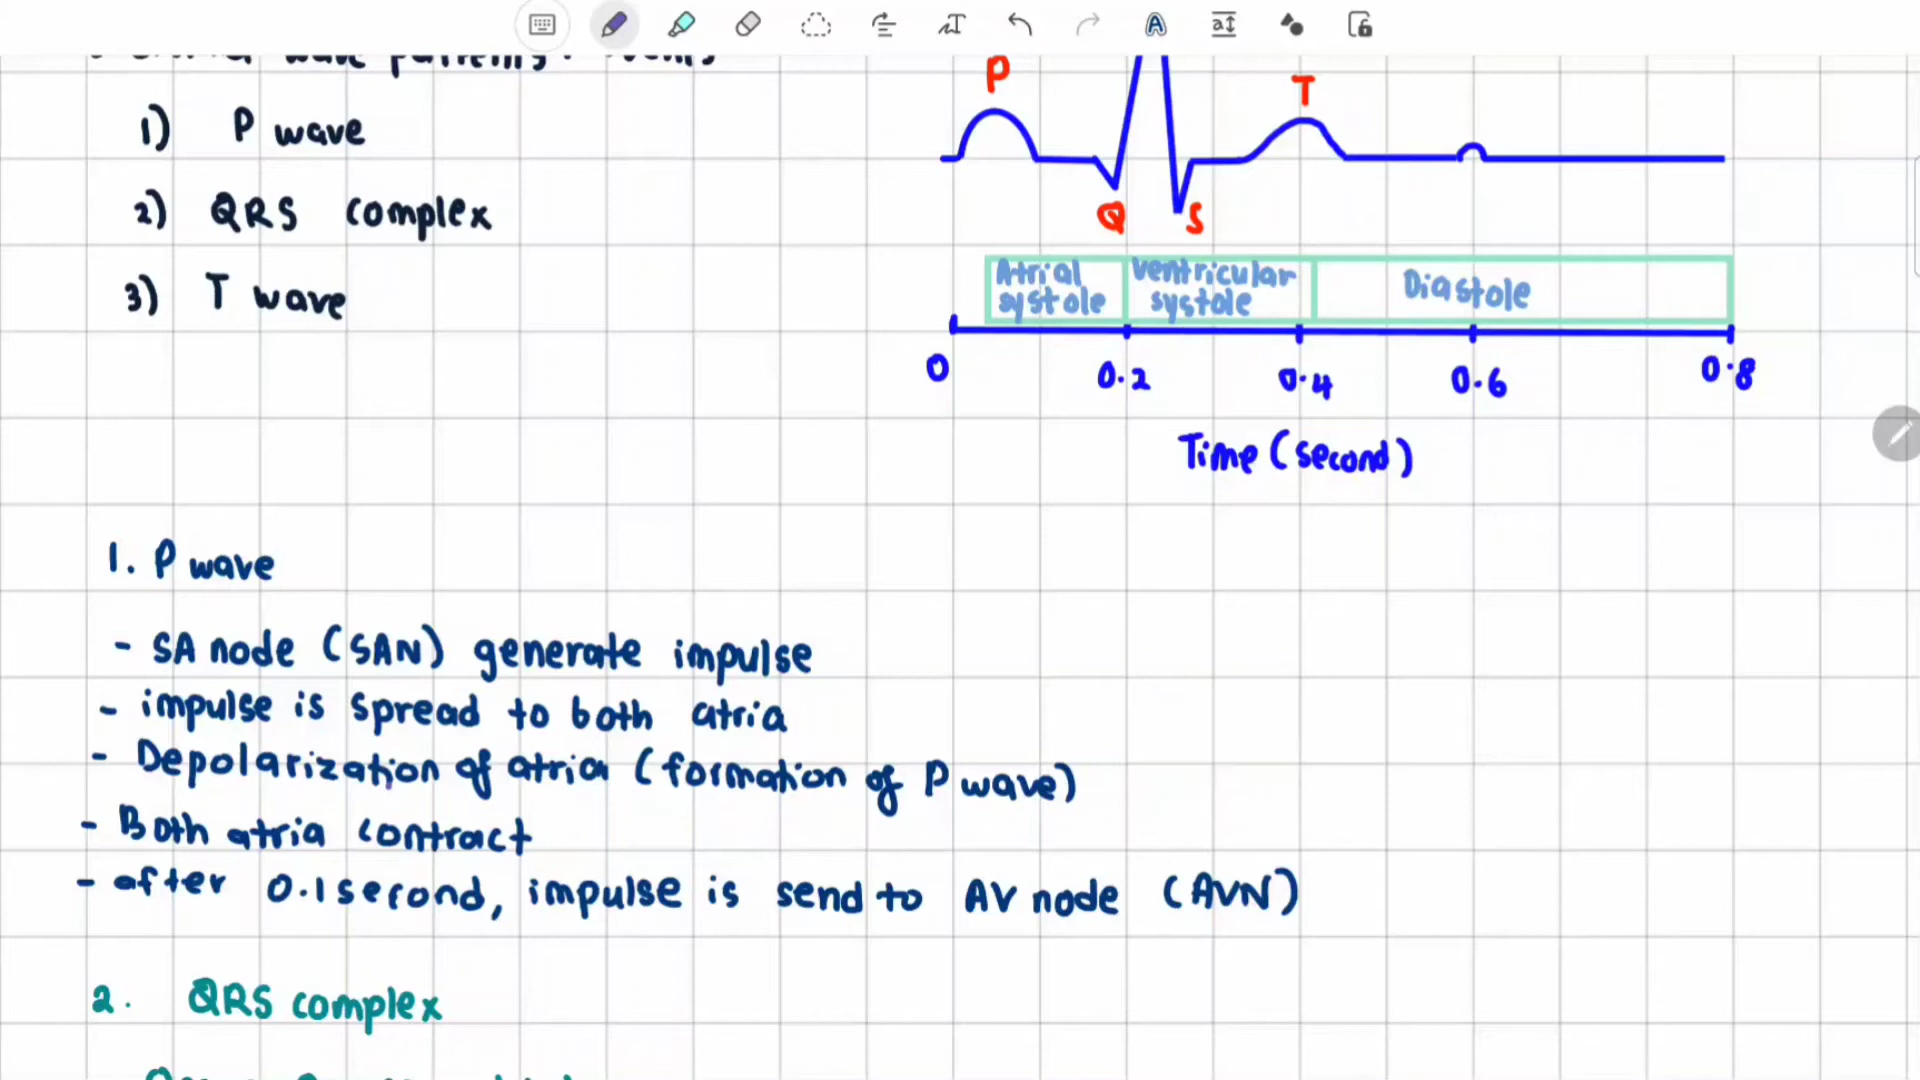 wave patterns
1) P wave
2) QRS complex
3) T wave
P
T
Q
S
Atrial systole
Ventricular systole
Diastole
0 0.2 0.4 0.6 0.8
Time (second)
1. P wave
- SA node (SAN) generate impulse
- impulse is spread to both atria
- Depolarization of atria (formation of P wave)
- Both atria contract
- after 0.1 second, impulse is send to AV node (AVN)
2. QRS complex